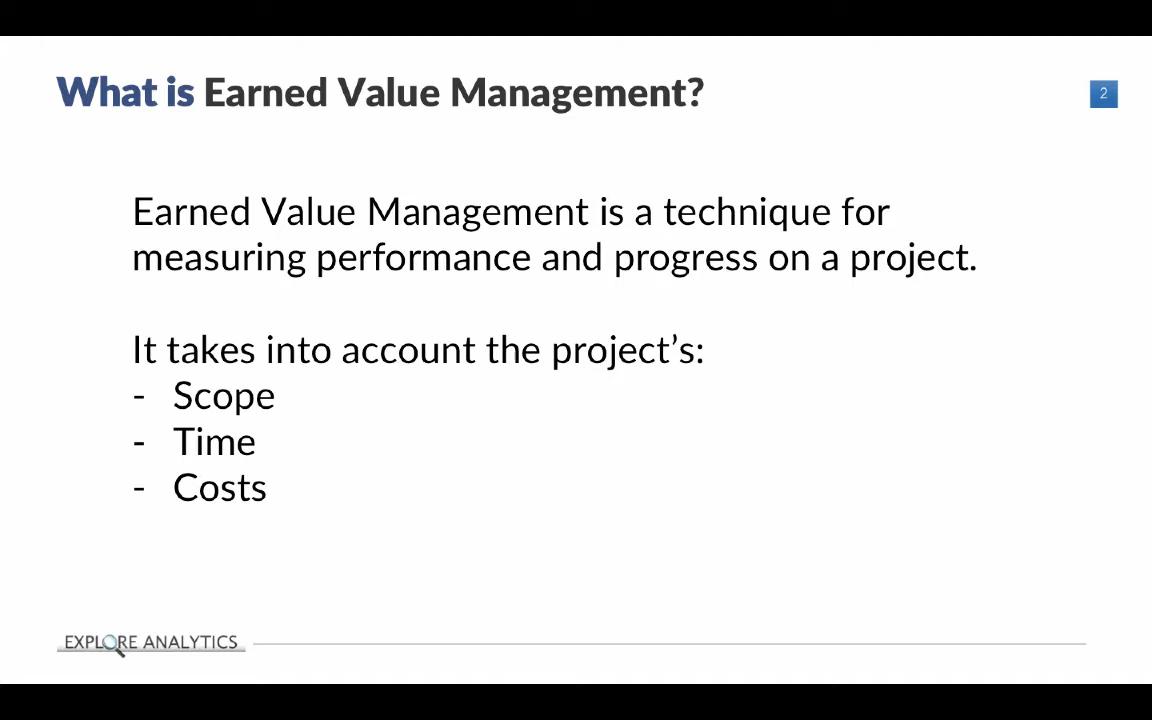 What is Earned Value Management?
2
Earned Value Management is a technique for
measuring performance and progress on a project.
It takes into account the project’s:
- Scope
- Time
- Costs
EXPLORE ANALYTICS